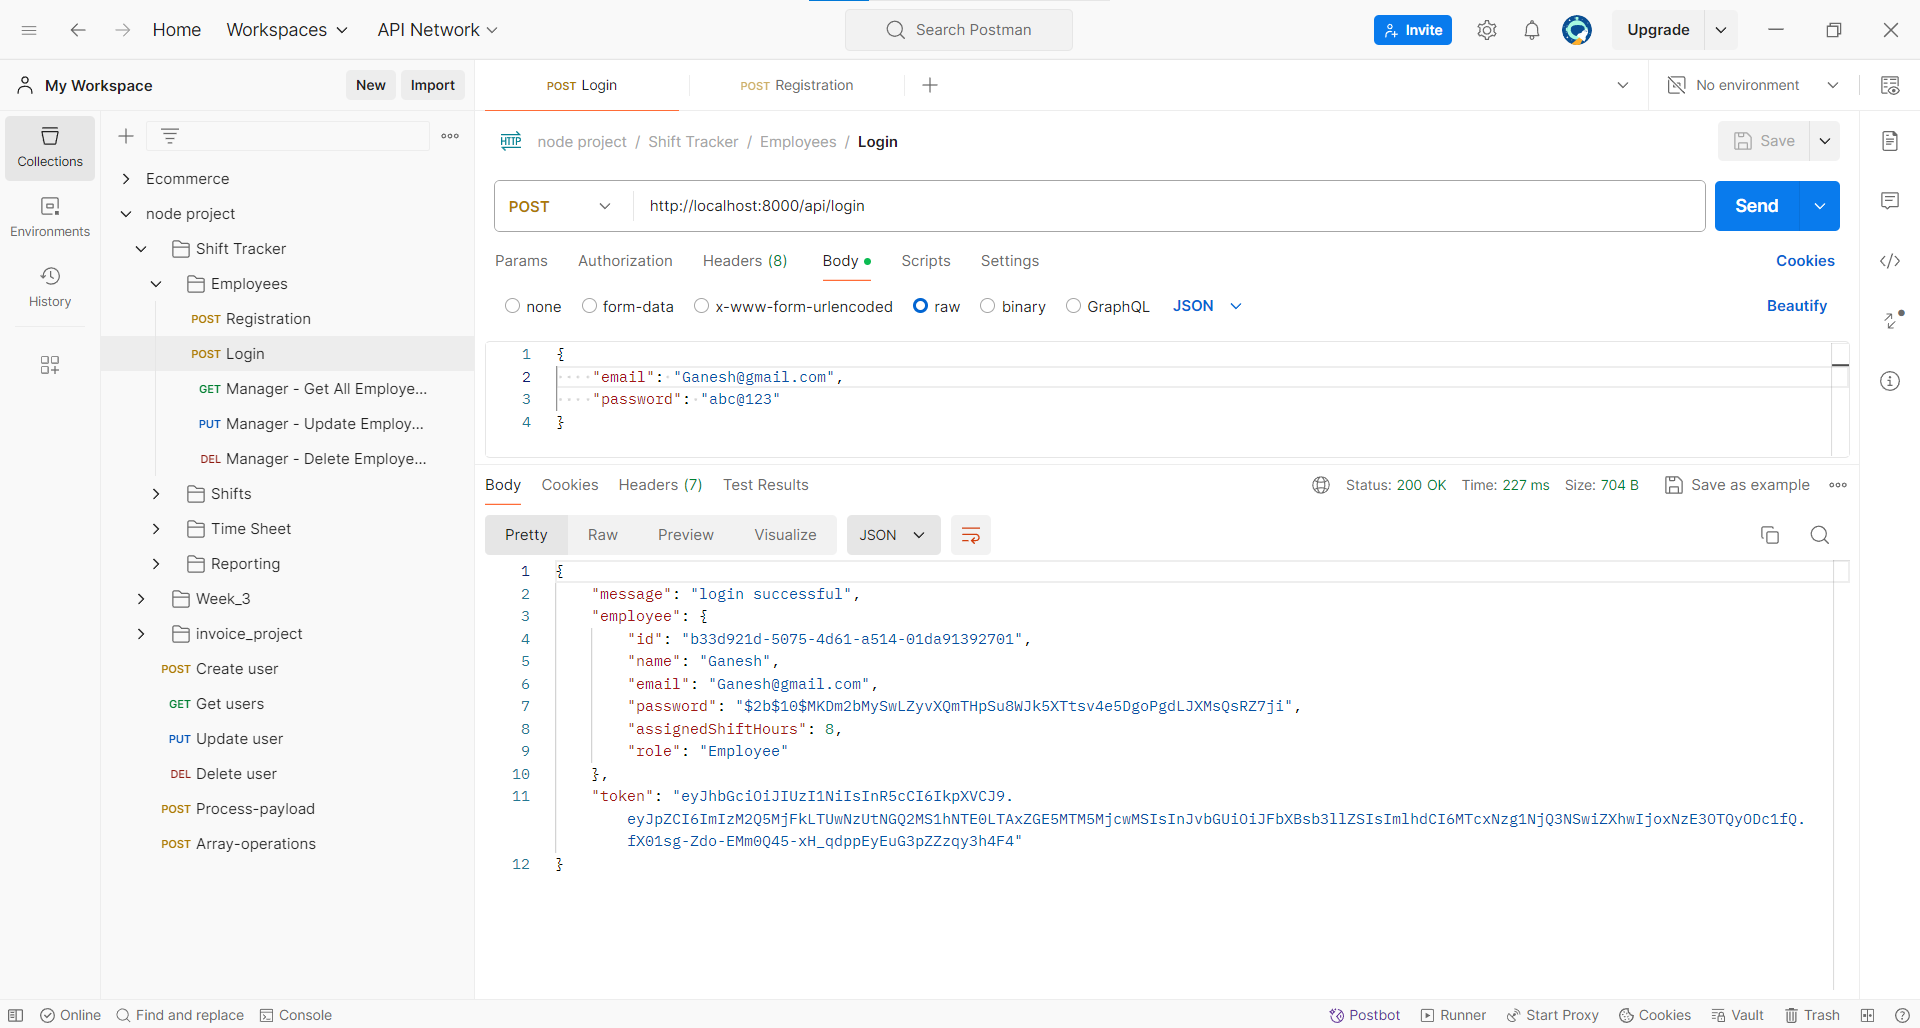 Home Workspaces API Network Search Postman Invite Upgrade
My Workspace New Import POST Login POST Registration No environment
Collections
Environments
History
Ecommerce
node project
Shift Tracker
Employees
POST Registration
POST Login
GET Manager - Get All Employe...
PUT Manager - Update Employ...
DEL Manager - Delete Employe...
Shifts
Time Sheet
Reporting
Week_3
invoice_project
POST Create user
GET Get users
PUT Update user
DEL Delete user
POST Process-payload
POST Array-operations
HTTP node project / Shift Tracker / Employees / Login Save
POST http://localhost:8000/api/login Send
Params Authorization Headers (8) Body Scripts Settings Cookies
none form-data x-www-form-urlencoded raw binary GraphQL JSON Beautify
1 {
2 "email": "Ganesh@gmail.com",
3 "password": "abc@123"
4 }
Body Cookies Headers (7) Test Results Status: 200 OK Time: 227 ms Size: 704 B Save as example
Pretty Raw Preview Visualize JSON
1 {
2 "message": "login successful",
3 "employee": {
4 "id": "b33d921d-5075-4d61-a514-01da91392701",
5 "name": "Ganesh",
6 "email": "Ganesh@gmail.com",
7 "password": "$2b$10$MKDm2bMySwLZyvXQmTHpSu8WJk5XTtsv4e5DgoPgdLJXMsQsRZ7ji",
8 "assignedShiftHours": 8,
9 "role": "Employee"
10 },
11 "token": "eyJhbGciOiJIUzI1NiIsInR5cCI6IkpXVCJ9.
eyJpZCI6ImIzM2Q5MjFkLTUwNzUtNGQ2MS1hNTE0LTAxZGE5MTM5MjcwMSIsInJvbGUiOiJFbXBsb3llZSIsImlhdCI6MTcxNzg1NjQ3NSwiZXhwIjoxNzE3OTQyODc1fQ.
fX01sg-Zdo-EMm0Q45-xH_qdppEyEuG3pZZzqy3h4F4"
12 }
Online Find and replace Console Postbot Runner Start Proxy Cookies Vault Trash